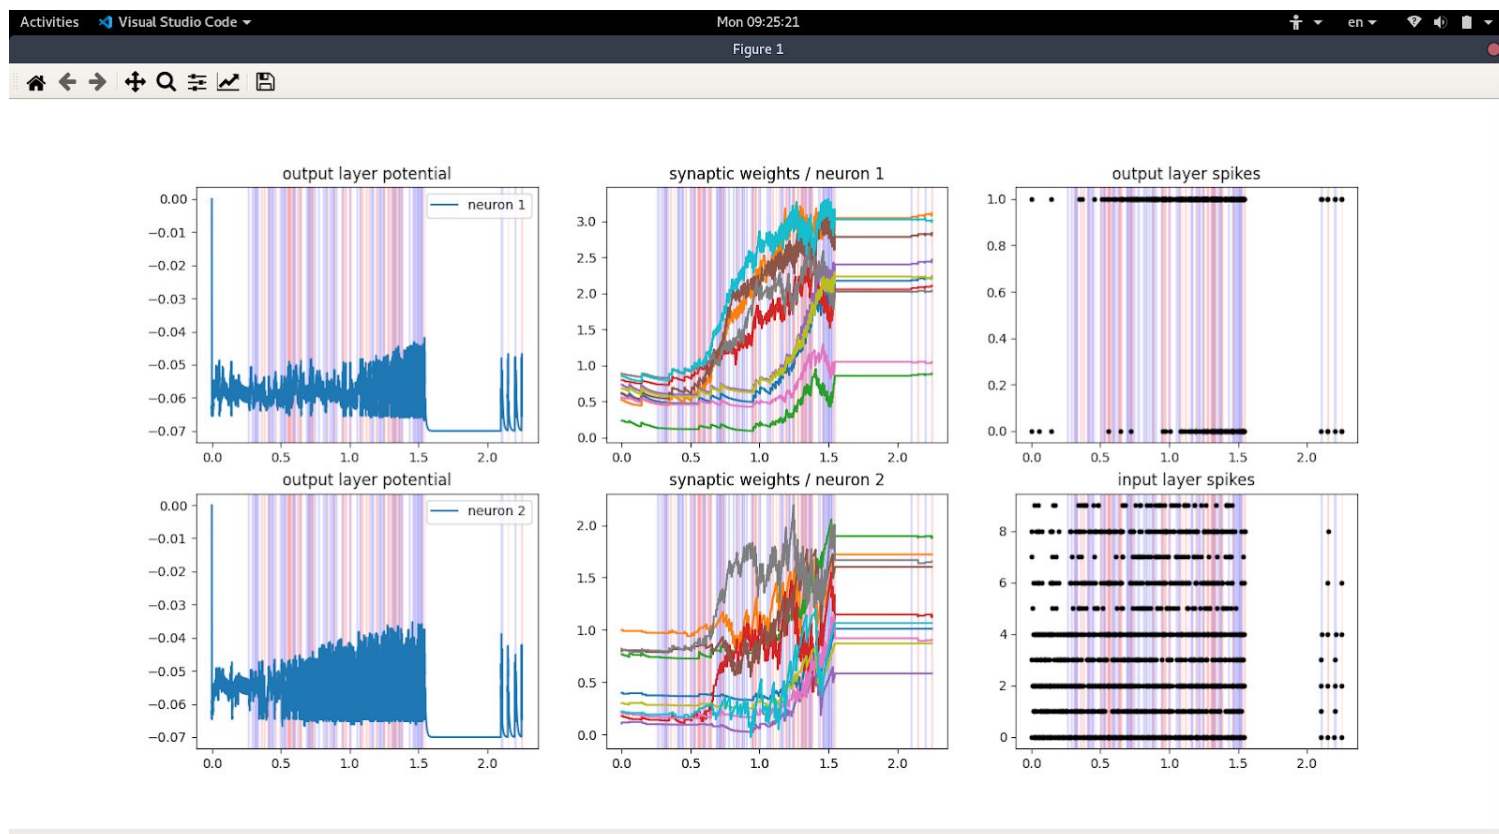 Activities Visual Studio Code Mon 09:25:21 en
Figure 1
output layer potential
neuron 1
0.00
−0.01
−0.02
−0.03
−0.04
−0.05
−0.06
−0.07
0.0 0.5 1.0 1.5 2.0
synaptic weights / neuron 1
3.0
2.5
2.0
1.5
1.0
0.5
0.0
0.0 0.5 1.0 1.5 2.0
output layer spikes
1.0
0.8
0.6
0.4
0.2
0.0
0.0 0.5 1.0 1.5 2.0
output layer potential
neuron 2
0.00
−0.01
−0.02
−0.03
−0.04
−0.05
−0.06
−0.07
0.0 0.5 1.0 1.5 2.0
synaptic weights / neuron 2
2.0
1.5
1.0
0.5
0.0
0.0 0.5 1.0 1.5 2.0
input layer spikes
8
6
4
2
0
0.0 0.5 1.0 1.5 2.0